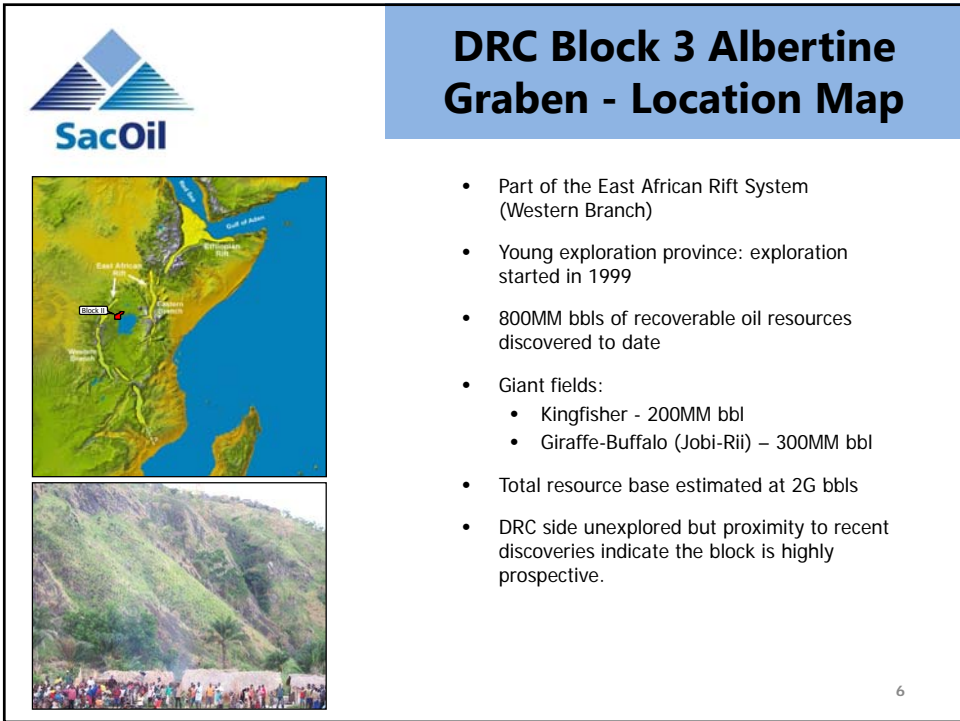 SacOil
DRC Block 3 Albertine
Graben - Location Map
Red Sea
Gulf of Aden
Ethiopian
Rift
East African
Rift
Eastern
Branch
Block II
Western
Branch
• Part of the East African Rift System
(Western Branch)
• Young exploration province: exploration
started in 1999
• 800MM bbls of recoverable oil resources
discovered to date
• Giant fields:
• Kingfisher - 200MM bbl
• Giraffe-Buffalo (Jobi-Rii) – 300MM bbl
• Total resource base estimated at 2G bbls
• DRC side unexplored but proximity to recent
discoveries indicate the block is highly
prospective.
6